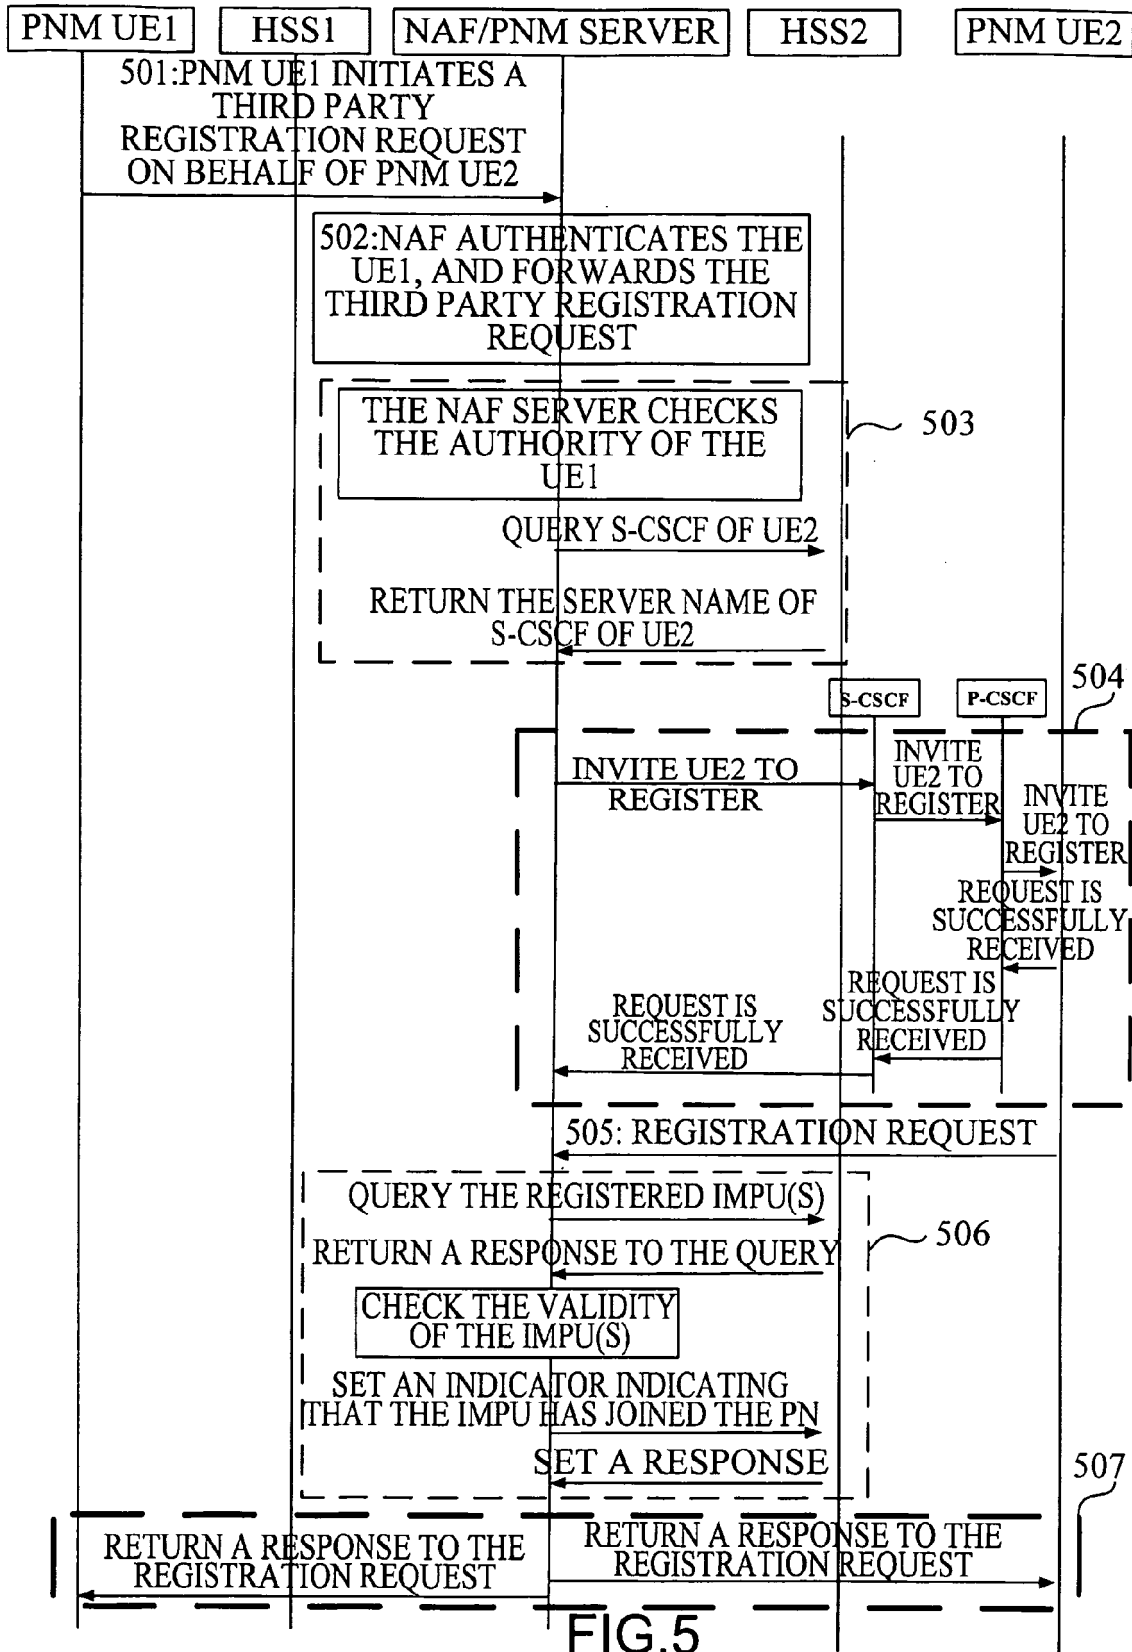 PNM UE1
HSS1
NAF/PNM SERVER
HSS2
PNM UE2
501:PNM UE1 INITIATES A
THIRD PARTY
REGISTRATION REQUEST
ON BEHALF OF PNM UE2
502:NAF AUTHENTICATES THE
UE1, AND FORWARDS THE
THIRD PARTY REGISTRATION
REQUEST
THE NAF SERVER CHECKS
THE AUTHORITY OF THE
UE1
503
QUERY S-CSCF OF UE2
RETURN THE SERVER NAME OF
S-CSCF OF UE2
504
S-CSCF
P-CSCF
INVITE UE2 TO
REGISTER
INVITE
UE2 TO
REGISTER
INVITE
UE2 TO
REGISTER
REQUEST IS
SUCCESSFULLY
RECEIVED
REQUEST IS
SUCCESSFULLY
RECEIVED
REQUEST IS
SUCCESSFULLY
RECEIVED
505: REGISTRATION REQUEST
QUERY THE REGISTERED IMPU(S)
506
RETURN A RESPONSE TO THE QUERY
CHECK THE VALIDITY
OF THE IMPU(S)
SET AN INDICATOR INDICATING
THAT THE IMPU HAS JOINED THE PN
SET A RESPONSE
507
RETURN A RESPONSE TO THE
REGISTRATION REQUEST
RETURN A RESPONSE TO THE
REGISTRATION REQUEST
FIG.5